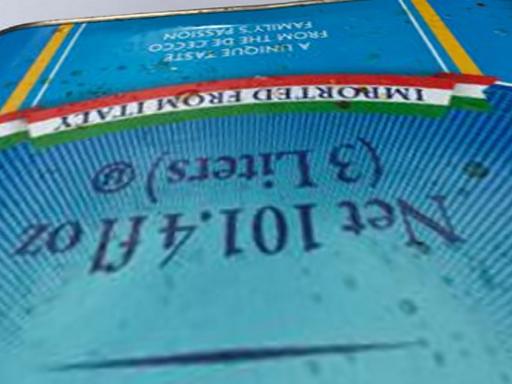 Net 101.4 fl oz
(3 Liters) Ⓤ
IMPORTED FROM ITALY
A UNIQUE TASTE
FROM THE DE CECCO
FAMILY'S PASSION